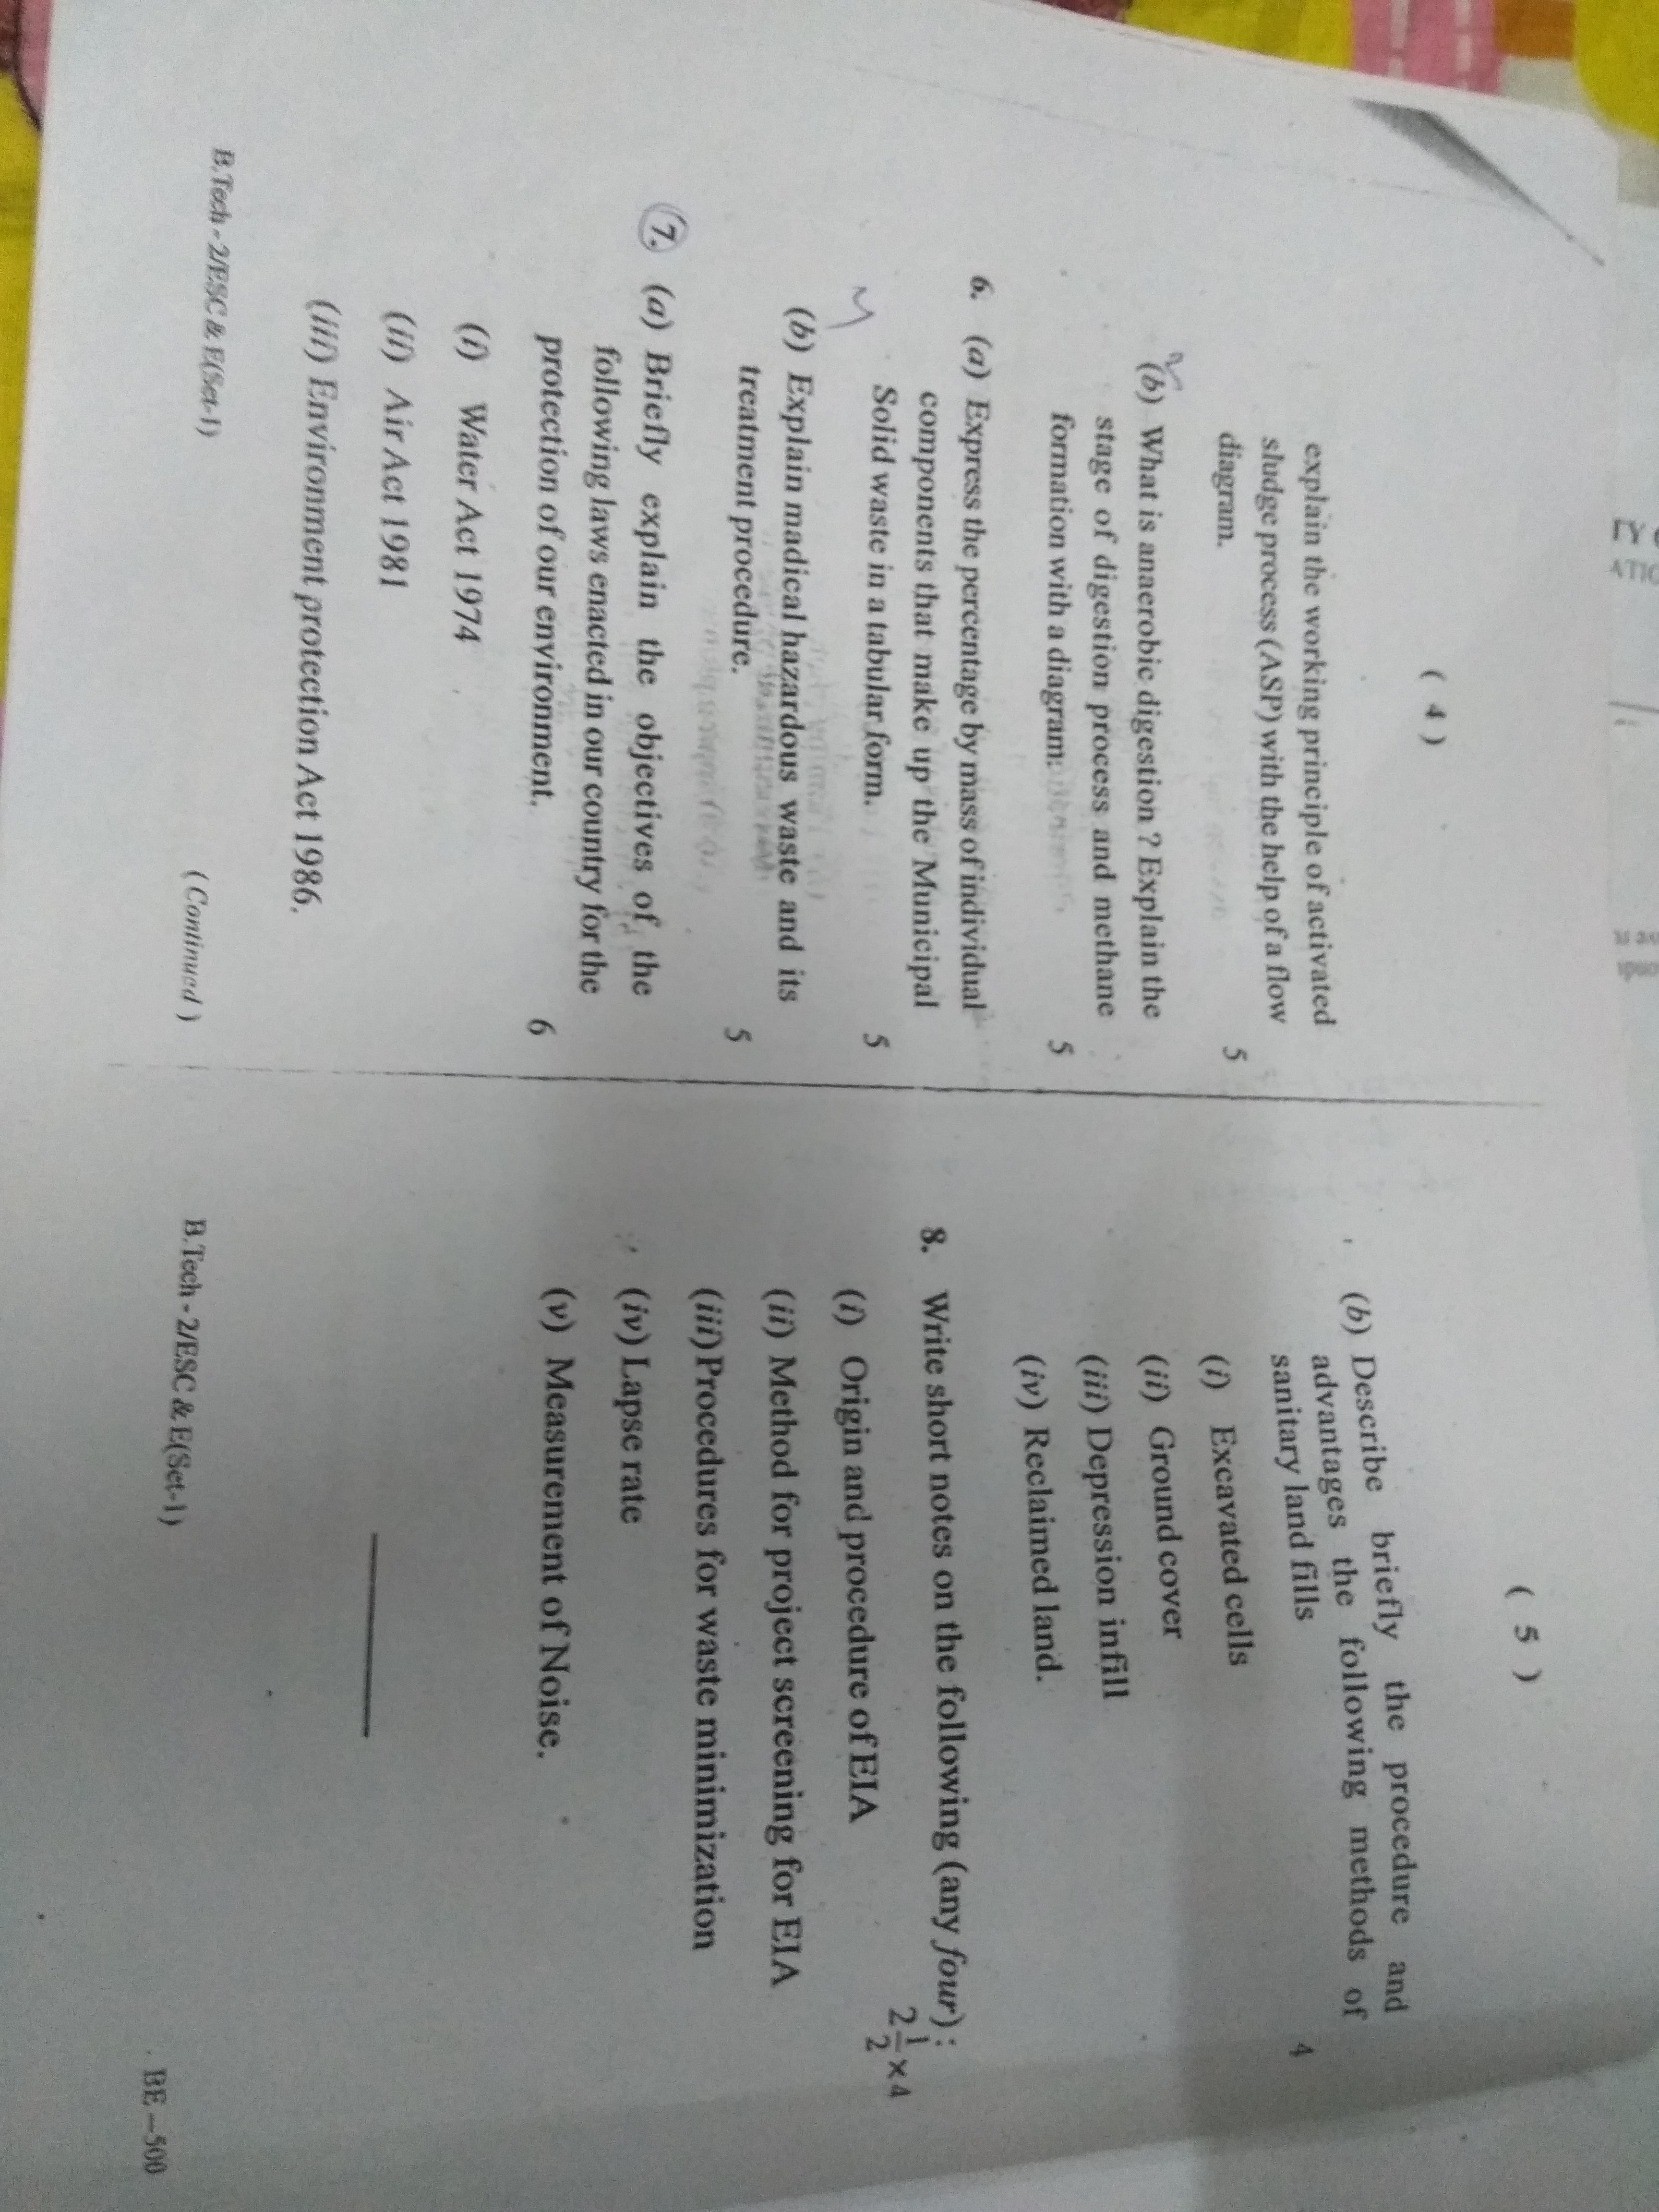 ( 4 )
explain the working principle of activated
sludge process (ASP) with the help of a flow
diagram. 5
(b) What is anaerobic digestion ? Explain the
stage of digestion process and methane
formation with a diagram. 5
6. (a) Express the percentage by mass of individual
components that make up the Municipal
Solid waste in a tabular form. 5
(b) Explain madical hazardous waste and its
treatment procedure. 5
7. (a) Briefly explain the objectives of the
following laws enacted in our country for the
protection of our environment. 6
(i) Water Act 1974
(ii) Air Act 1981
(iii) Environment protection Act 1986.
B.Tech - 2/ESC & E(Set-1) (Continued)
( 5 )
(b) Describe briefly the procedure and
advantages the following methods of
sanitary land fills 4
(i) Excavated cells
(ii) Ground cover
(iii) Depression infill
(iv) Reclaimed land.
8. Write short notes on the following (any four) :
2 1/2 × 4
(i) Origin and procedure of EIA
(ii) Method for project screening for EIA
(iii) Procedures for waste minimization
(iv) Lapse rate
(v) Measurement of Noise.
B.Tech - 2/ESC & E(Set-1) BE –500